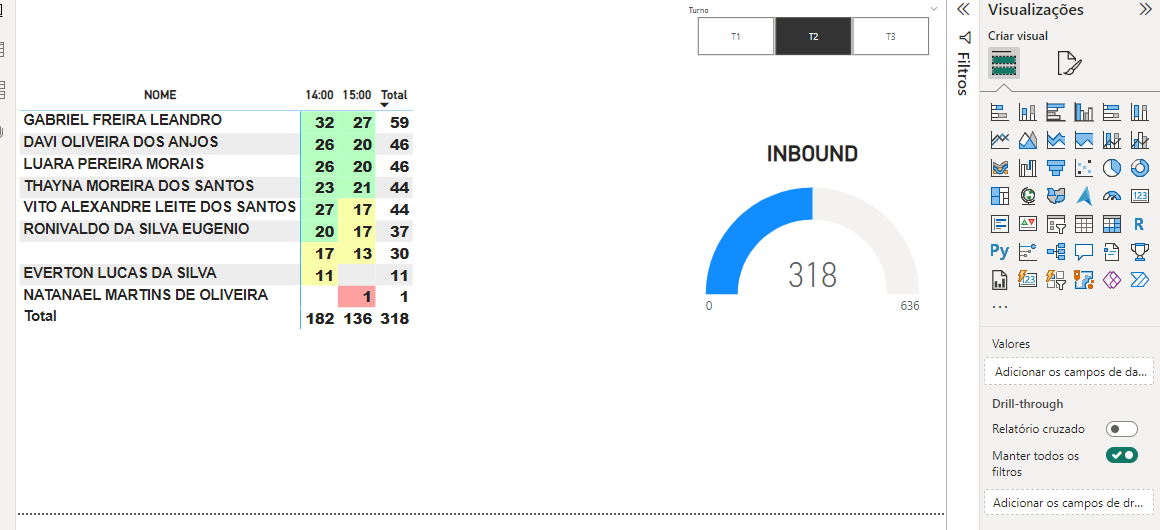 Turno
T1 T2 T3
NOME 14:00 15:00 Total
GABRIEL FREIRA LEANDRO 32 27 59
DAVI OLIVEIRA DOS ANJOS 26 20 46
LUARA PEREIRA MORAIS 26 20 46
THAYNA MOREIRA DOS SANTOS 23 21 44
VITO ALEXANDRE LEITE DOS SANTOS 27 17 44
RONIVALDO DA SILVA EUGENIO 20 17 37
17 13 30
EVERTON LUCAS DA SILVA 11 11
NATANAEL MARTINS DE OLIVEIRA 1 1
Total 182 136 318
INBOUND
318
0 636
Filtros
Visualizações
Criar visual
123
R
Py
123
...
Valores
Adicionar os campos de da...
Drill-through
Relatório cruzado
Manter todos os
filtros
Adicionar os campos de dr...